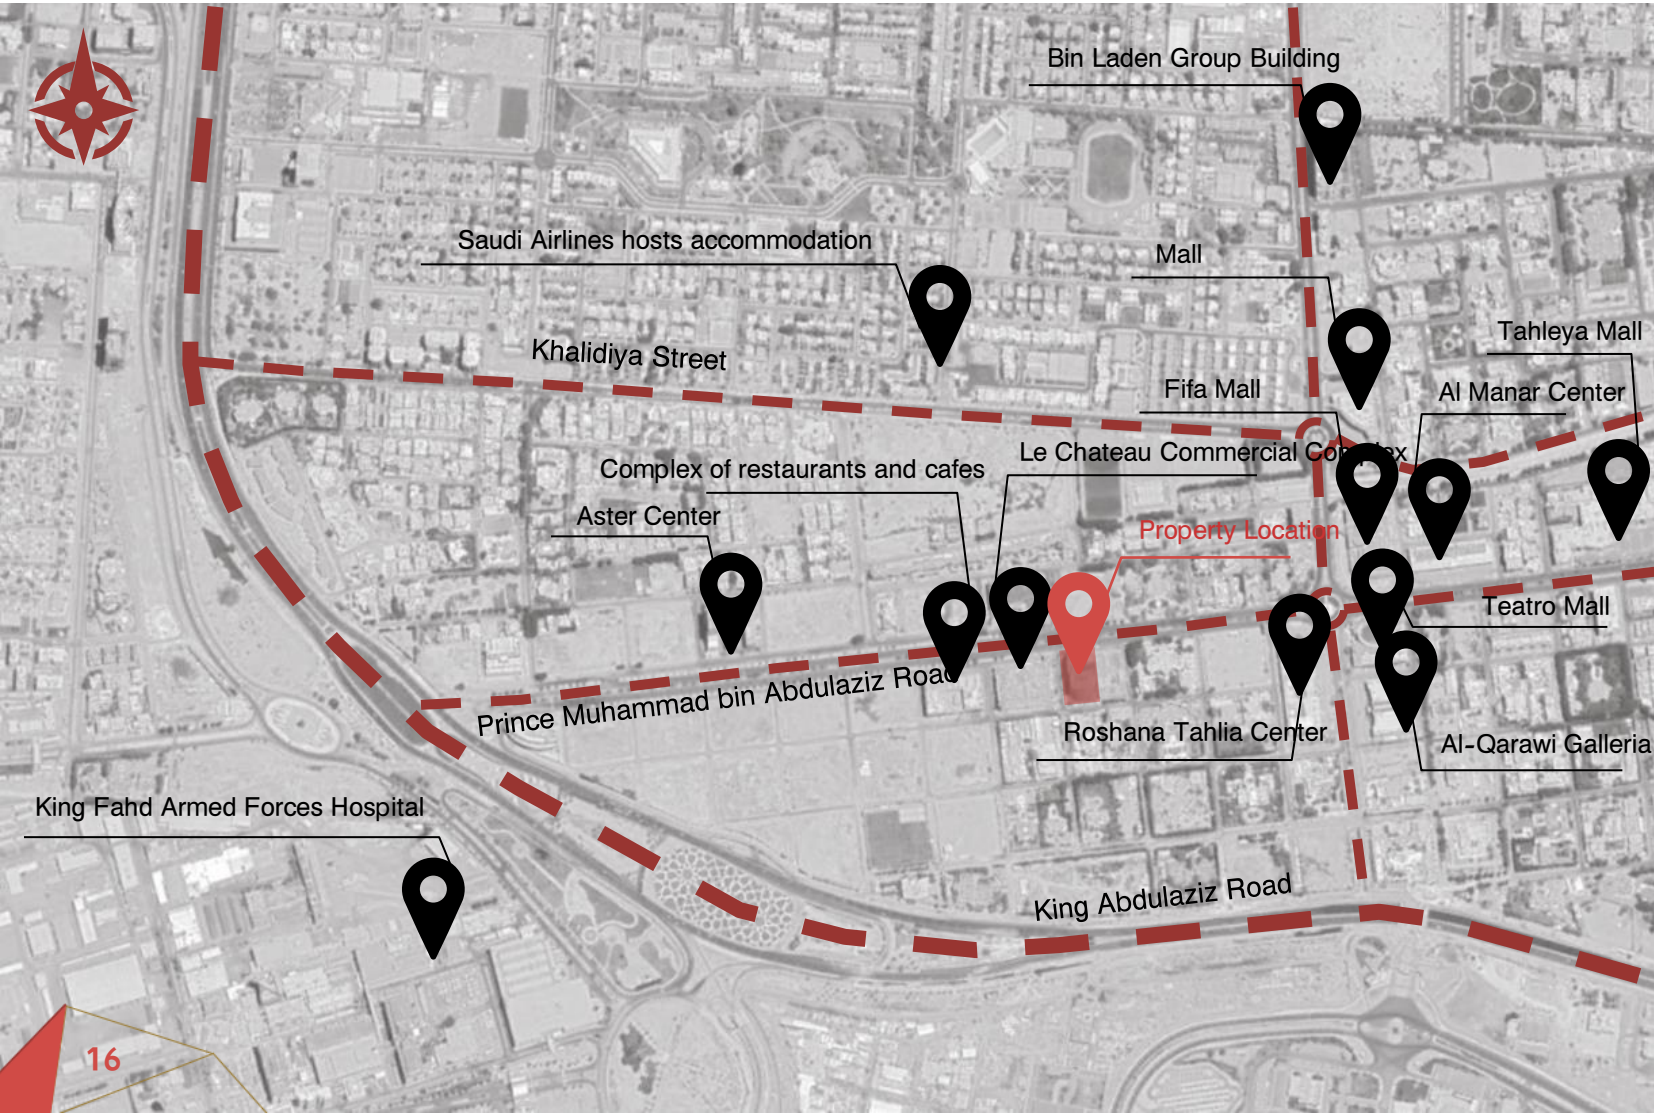 Bin Laden Group Building
Saudi Airlines hosts accommodation
Mall
Tahleya Mall
Khalidiya Street
Fifa Mall
Al Manar Center
Le Chateau Commercial Complex
Complex of restaurants and cafes
Aster Center
Property Location
Teatro Mall
Prince Muhammad bin Abdulaziz Road
Roshana Tahlia Center
Al-Qarawi Galleria
King Fahd Armed Forces Hospital
King Abdulaziz Road
16